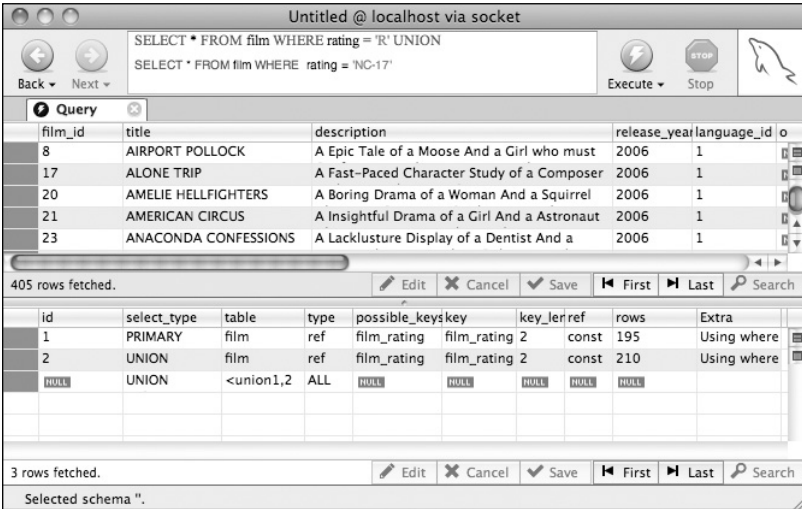 Untitled @ localhost via socket
SELECT * FROM film WHERE rating = 'R' UNION
SELECT * FROM film WHERE rating = 'NC-17'
Back Next Execute STOP Stop
Query
film_id title description release_year language_id o
8 AIRPORT POLLOCK A Epic Tale of a Moose And a Girl who must 2006 1
17 ALONE TRIP A Fast-Paced Character Study of a Composer 2006 1
20 AMELIE HELLFIGHTERS A Boring Drama of a Woman And a Squirrel 2006 1
21 AMERICAN CIRCUS A Insightful Drama of a Girl And a Astronaut 2006 1
23 ANACONDA CONFESSIONS A Lacklusture Display of a Dentist And a 2006 1
405 rows fetched. Edit Cancel Save First Last Search
id select_type table type possible_keys key key_len ref rows Extra
1 PRIMARY film ref film_rating film_rating 2 const 195 Using where
2 UNION film ref film_rating film_rating 2 const 210 Using where
NULL UNION <union1,2 ALL NULL NULL NULL NULL NULL
3 rows fetched. Edit Cancel Save First Last Search
Selected schema ''.